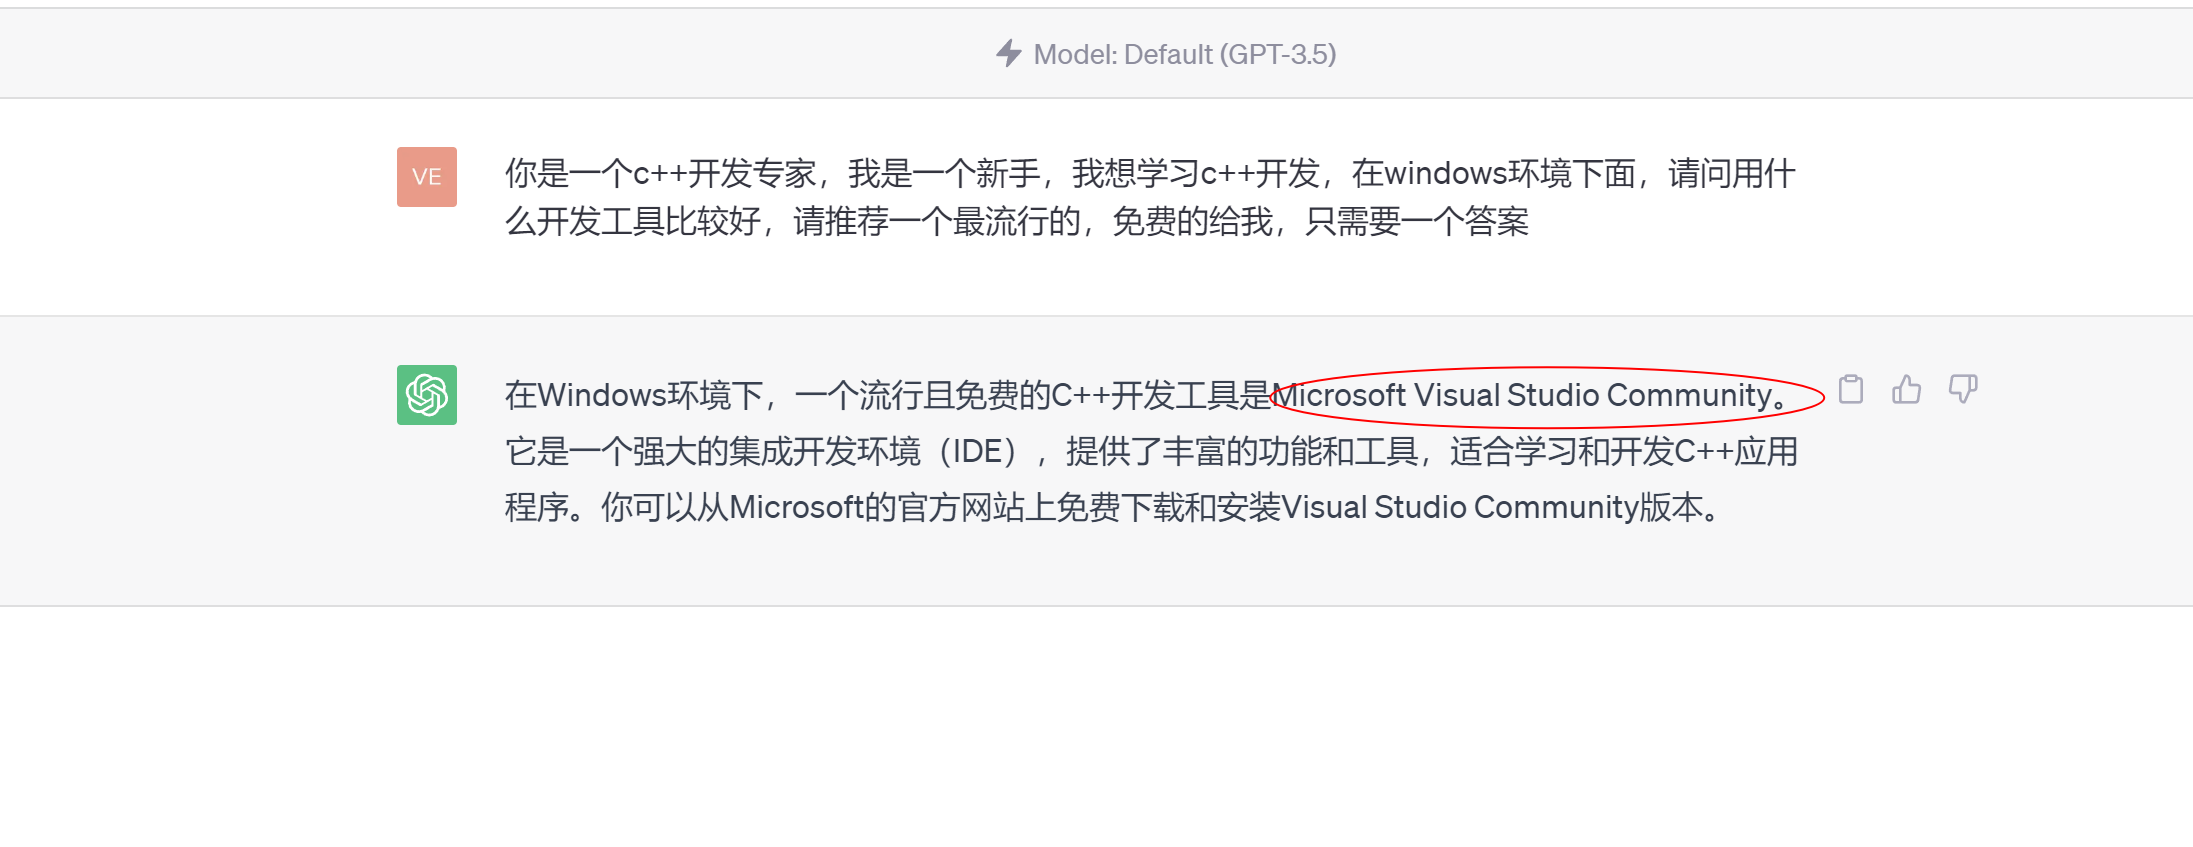 Model: Default (GPT-3.5)
VE
你是一个c++开发专家，我是一个新手，我想学习c++开发，在windows环境下面，请问用什
么开发工具比较好，请推荐一个最流行的，免费的给我，只需要一个答案
在Windows环境下，一个流行且免费的C++开发工具是Microsoft Visual Studio Community。
它是一个强大的集成开发环境（IDE），提供了丰富的功能和工具，适合学习和开发C++应用
程序。你可以从Microsoft的官方网站上免费下载和安装Visual Studio Community版本。